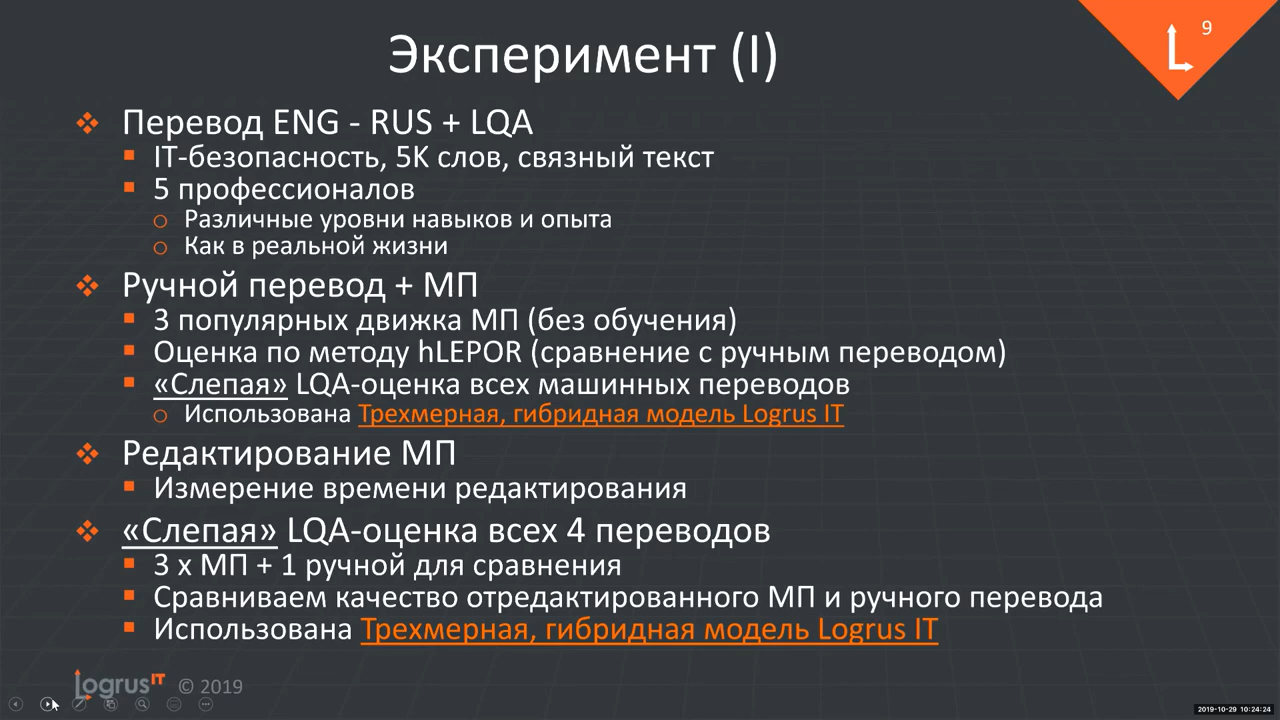 9
Эксперимент (I)
Перевод ENG - RUS + LQA
IT-безопасность, 5K слов, связный текст
5 профессионалов
Различные уровни навыков и опыта
Как в реальной жизни
Ручной перевод + МП
3 популярных движка МП (без обучения)
Оценка по методу hLEPOR (сравнение с ручным переводом)
«Слепая» LQA-оценка всех машинных переводов
Использована Трехмерная, гибридная модель Logrus IT
Редактирование МП
Измерение времени редактирования
«Слепая» LQA-оценка всех 4 переводов
3 x МП + 1 ручной для сравнения
Сравниваем качество отредактированного МП и ручного перевода
Использована Трехмерная, гибридная модель Logrus IT
logrus IT © 2019
2019-10-29 10:24:24